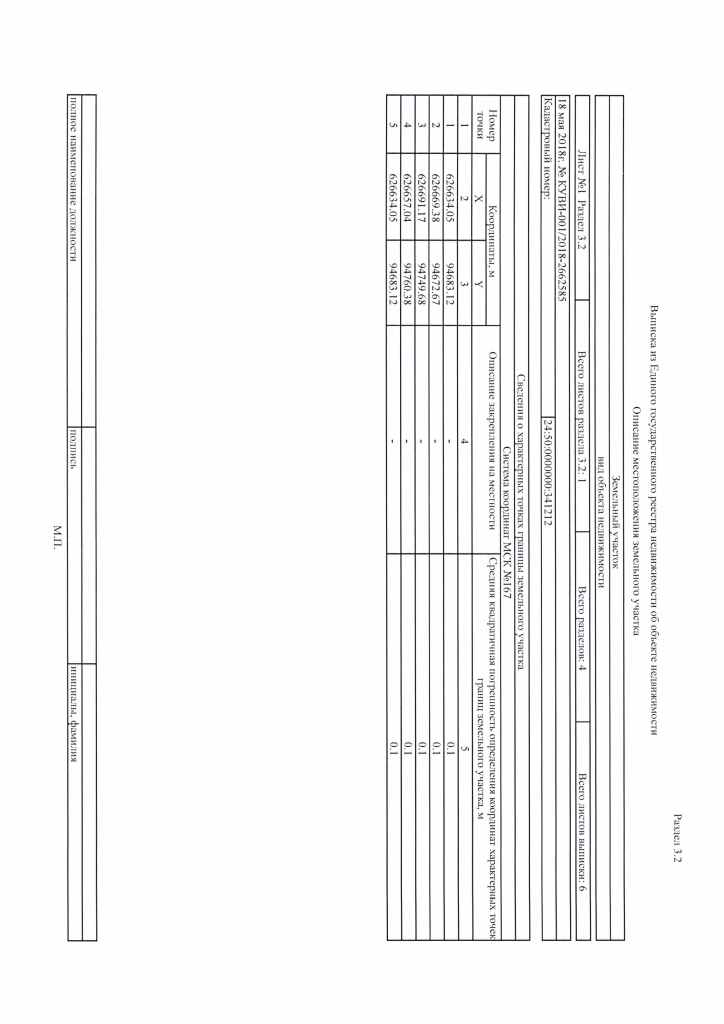 Раздел 3.2
Выписка из Единого государственного реестра недвижимости об объекте недвижимости
Описание местоположения земельного участка
Земельный участок
вид объекта недвижимости
Лист №1 Раздел 3.2 Всего листов раздела 3.2: 1 Всего разделов: 4 Всего листов выписки: 6
18 мая 2018г. № КУВИ-001/2018-2662585
Кадастровый номер: 24:50:0000000:341212
Сведения о характерных точках границы земельного участка
Система координат МСК №167
Номер точки Координаты, м Описание закрепления на местности Средняя квадратичная погрешность определения координат характерных точек границ земельного участка, м
X Y
1 2 3 4 5
1 626634.05 94683.12 - 0.1
2 626669.38 94672.67 - 0.1
3 626691.17 94749.68 - 0.1
4 626657.04 94760.38 - 0.1
5 626634.05 94683.12 - 0.1
полное наименование должности подпись инициалы, фамилия
М.П.